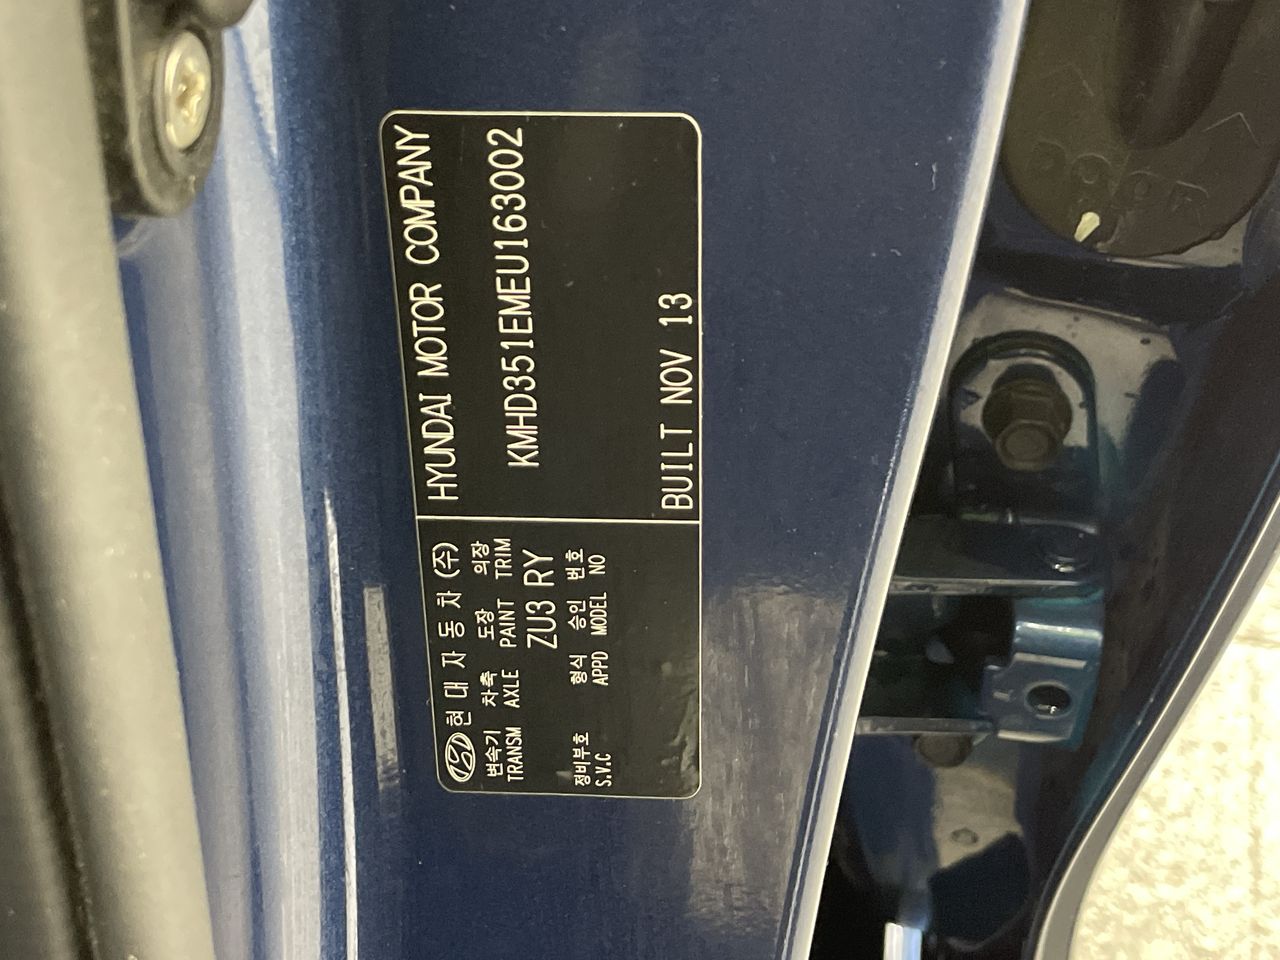 현대자동차(주)
변속기 차축 도장 의장
TRANSM AXLE PAINT TRIM
ZU3 RY
정비부호 형식 승인 번호
S.V.C APPD MODEL NO
HYUNDAI MOTOR COMPANY
KMHD351EMEU163002
BUILT NOV 13